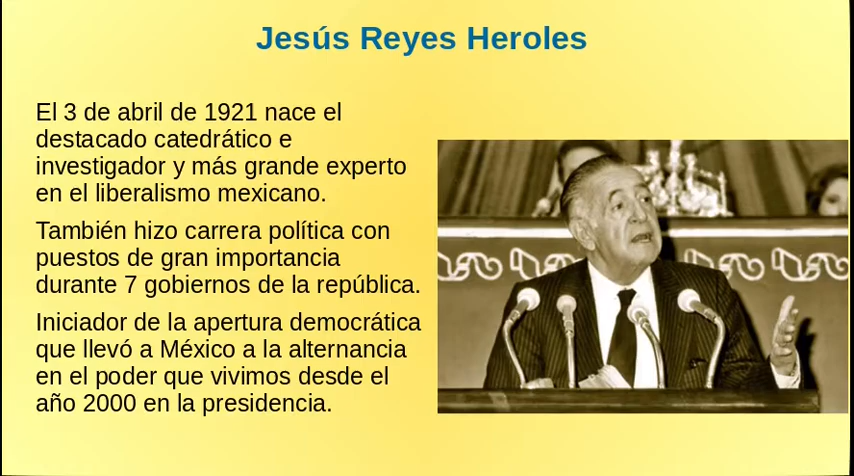 Jesús Reyes Heroles
El 3 de abril de 1921 nace el
destacado catedrático e
investigador y más grande experto
en el liberalismo mexicano.
También hizo carrera política con
puestos de gran importancia
durante 7 gobiernos de la república.
Iniciador de la apertura democrática
que llevó a México a la alternancia
en el poder que vivimos desde el
año 2000 en la presidencia.